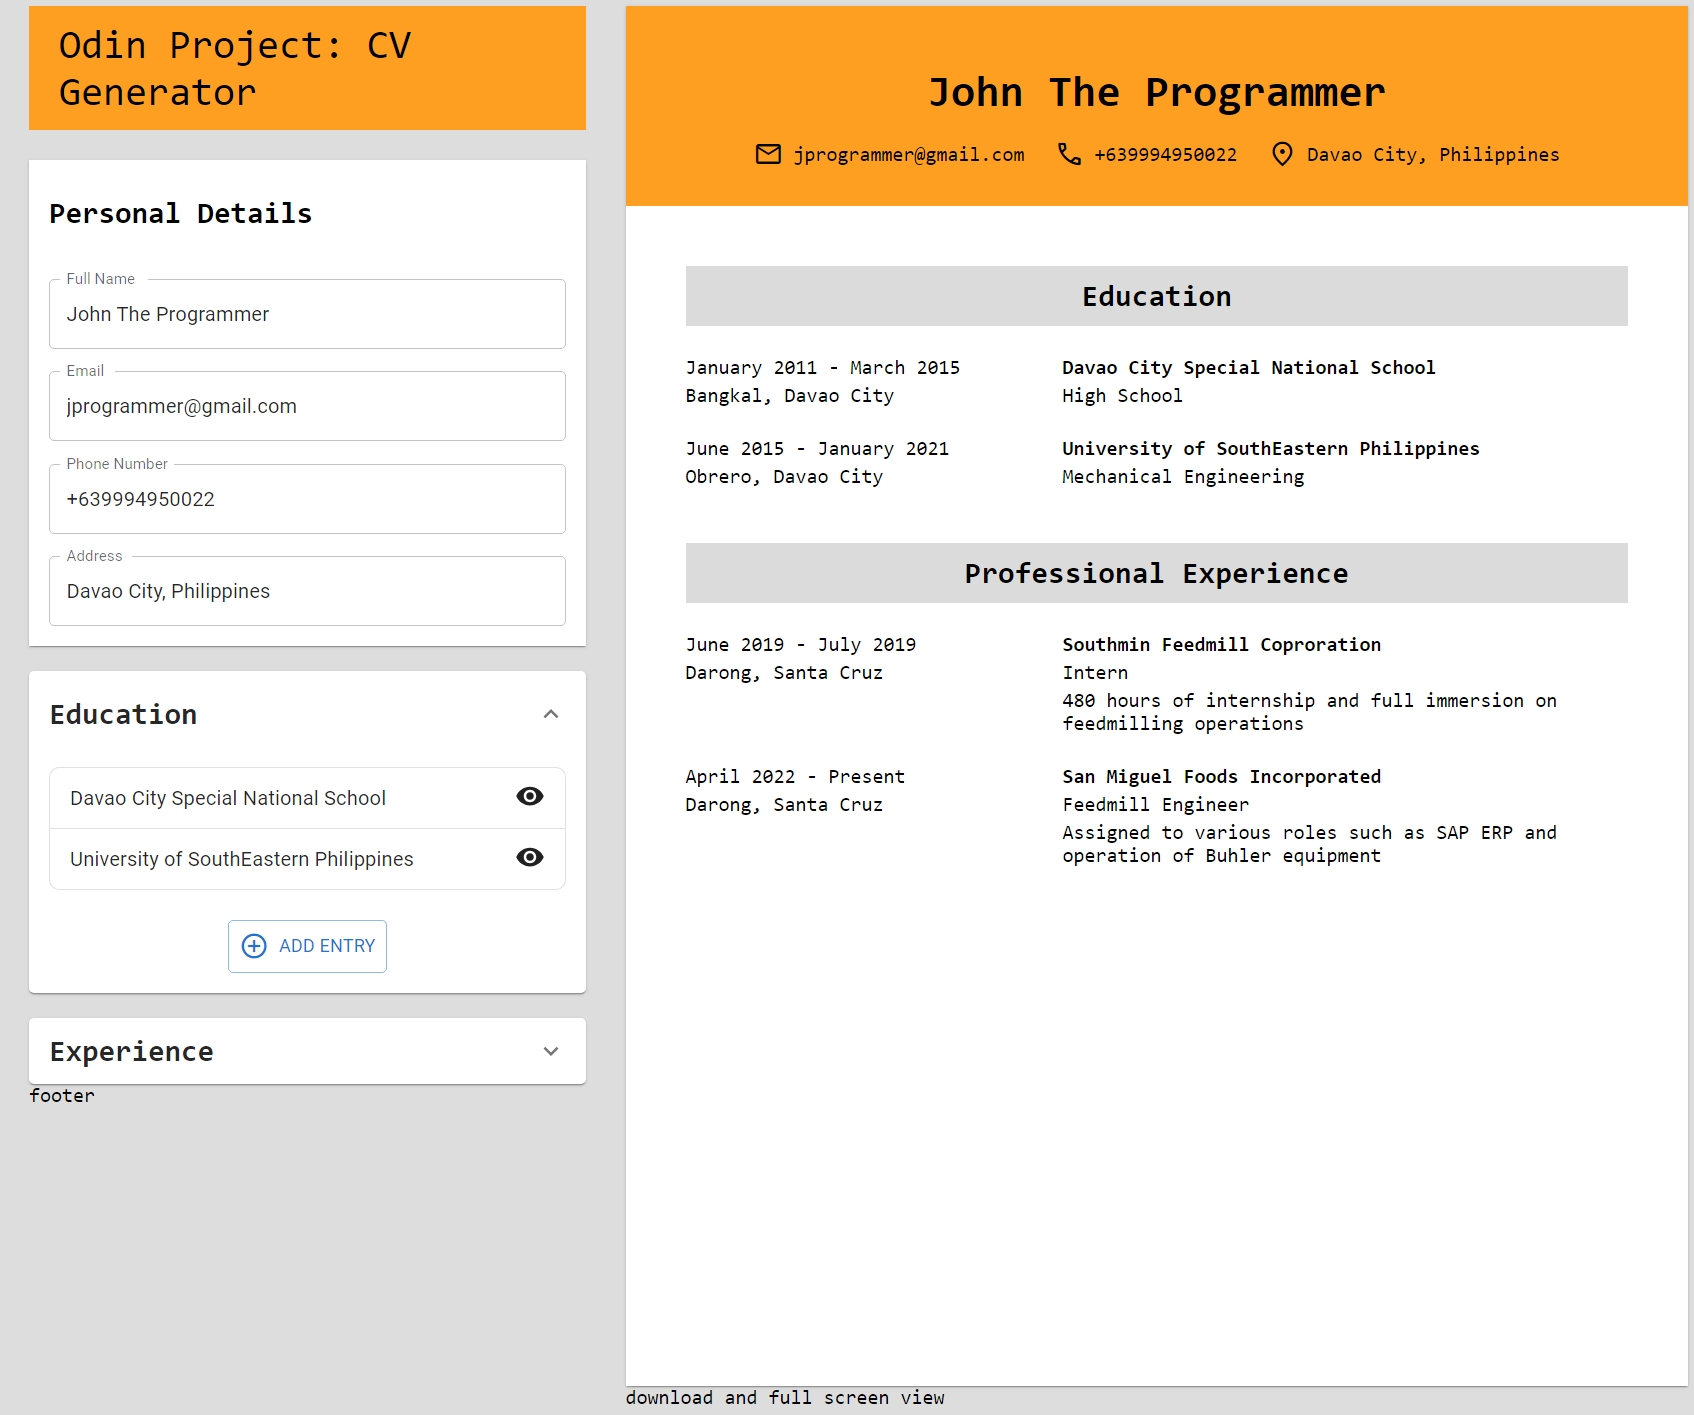 Odin Project: CV
Generator
Personal Details
Full Name
John The Programmer
Email
jprogrammer@gmail.com
Phone Number
+639994950022
Address
Davao City, Philippines
Education
Davao City Special National School
University of SouthEastern Philippines
ADD ENTRY
Experience
footer
John The Programmer
jprogrammer@gmail.com +639994950022 Davao City, Philippines
Education
January 2011 - March 2015 Davao City Special National School
Bangkal, Davao City High School
June 2015 - January 2021 University of SouthEastern Philippines
Obrero, Davao City Mechanical Engineering
Professional Experience
June 2019 - July 2019 Southmin Feedmill Coproration
Darong, Santa Cruz Intern
480 hours of internship and full immersion on
feedmilling operations
April 2022 - Present San Miguel Foods Incorporated
Darong, Santa Cruz Feedmill Engineer
Assigned to various roles such as SAP ERP and
operation of Buhler equipment
download and full screen view